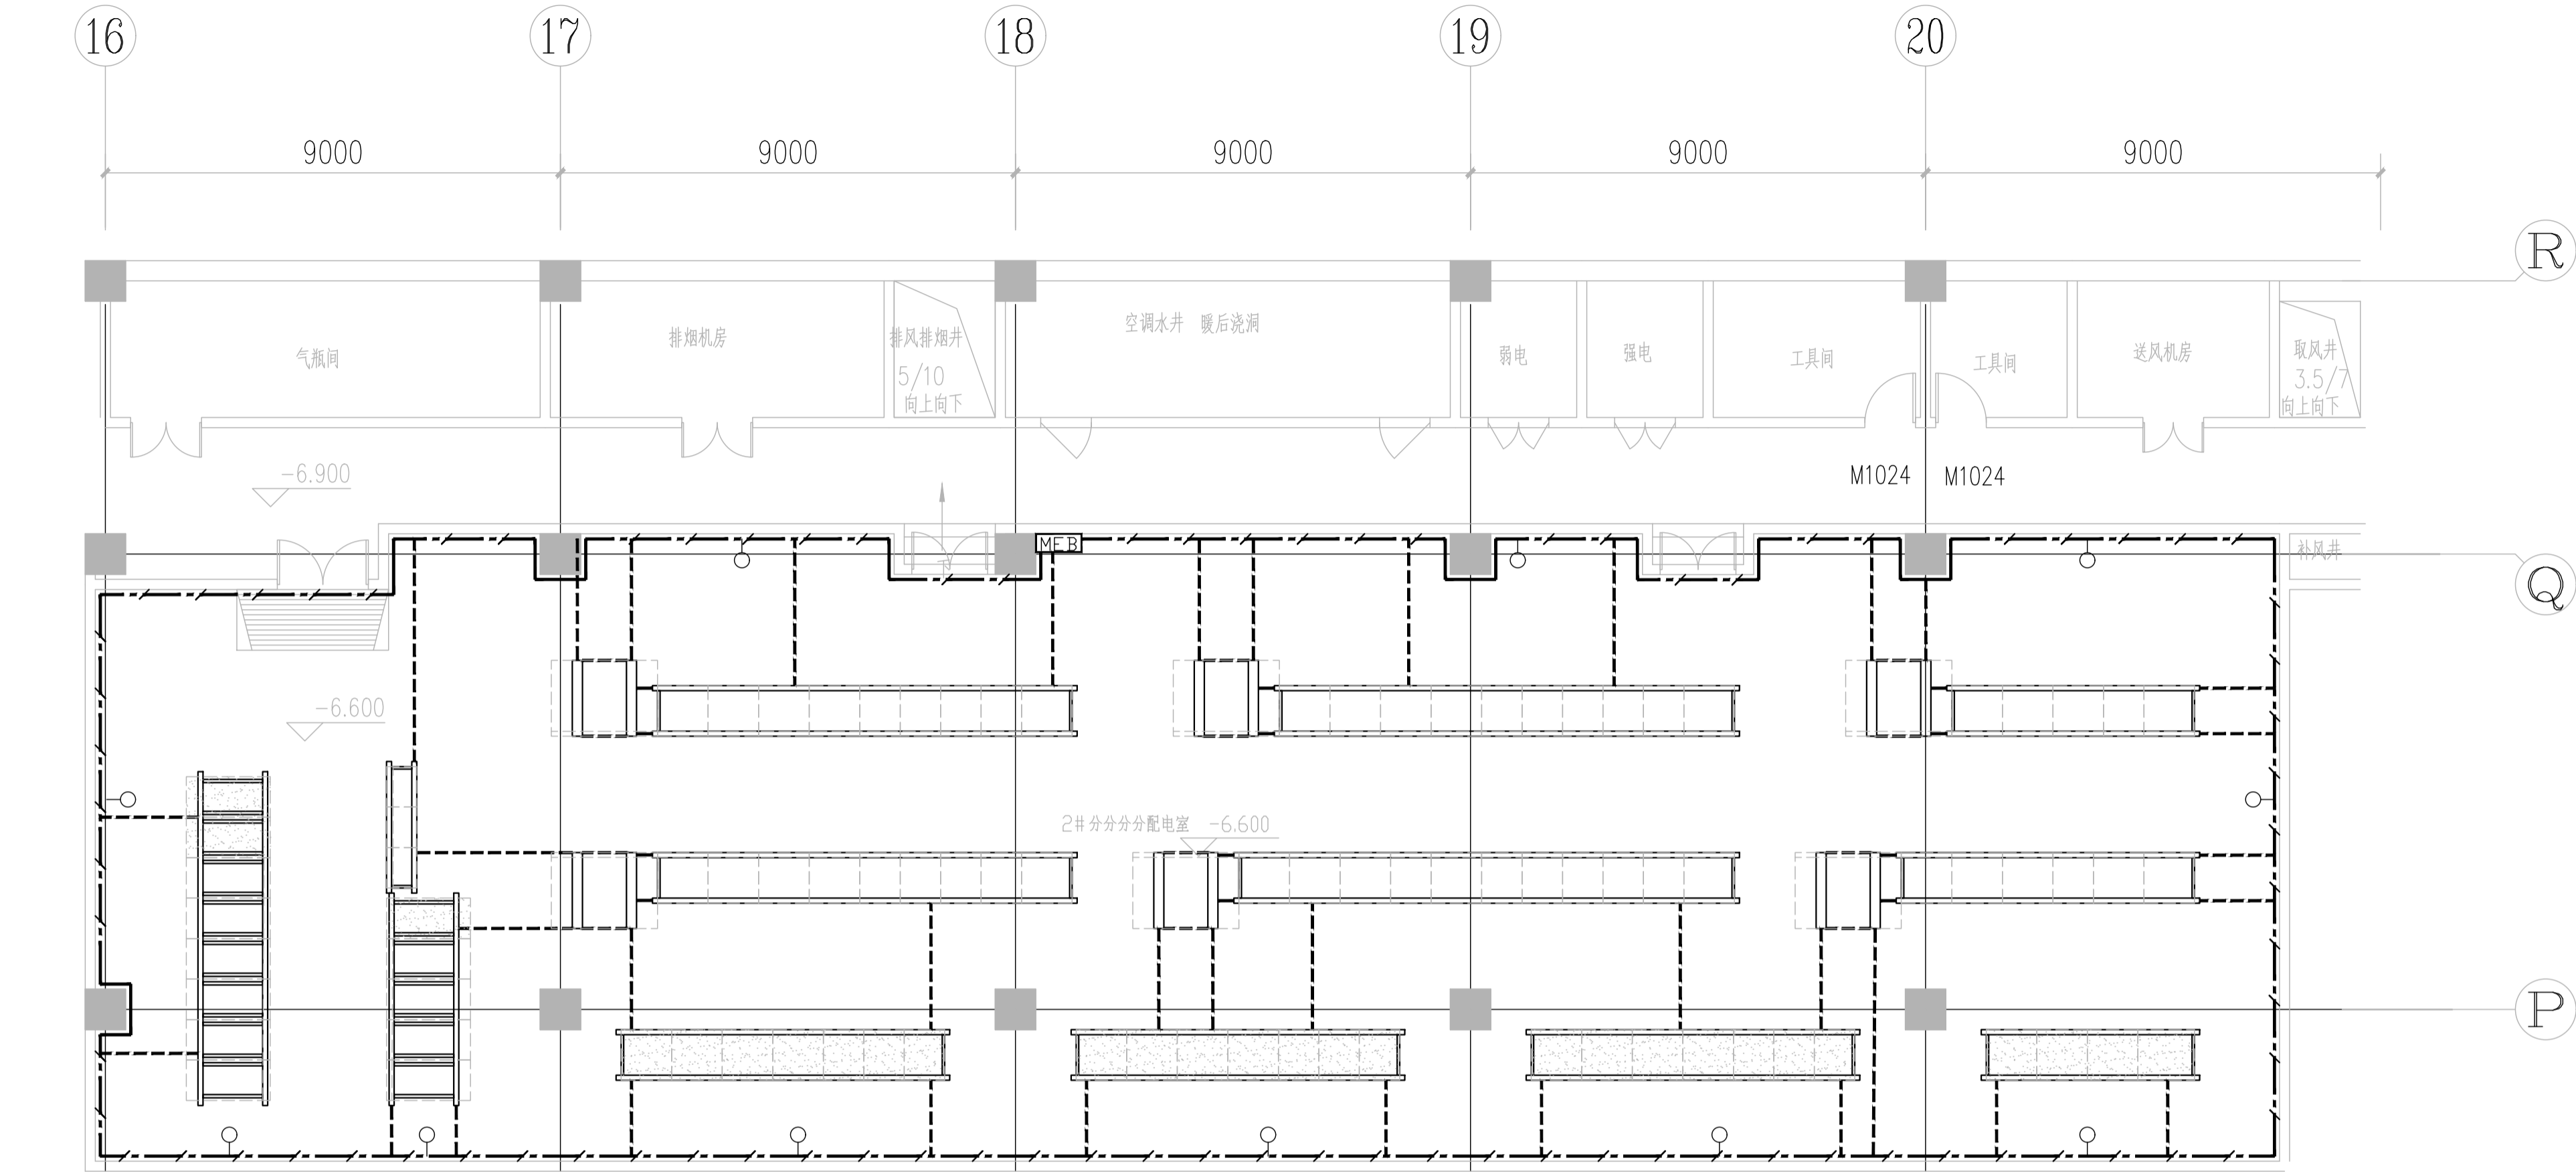 16
17
18
19
20
9000
9000
9000
9000
9000
R
气瓶间
排烟机房
排风排烟井
5/10
向上向下
空调水井 暖后浇洞
弱电
强电
工具间
工具间
送风机房
取风井
3.5/7
向上向下
-6.900
M1024
M1024
MEB
补风井
Q
-6.600
2#分分分分配电室 -6.600
P